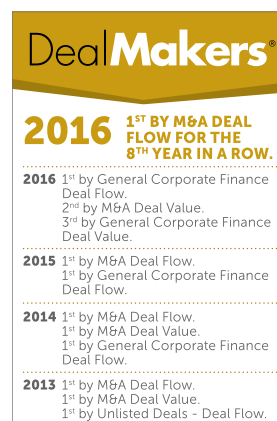 DealMakers®
2016
1ST BY M&A DEAL
FLOW FOR THE
8TH YEAR IN A ROW.
2016 1st by General Corporate Finance
Deal Flow.
2nd by M&A Deal Value.
3rd by General Corporate Finance
Deal Value.
2015 1st by M&A Deal Flow.
1st by General Corporate Finance
Deal Flow.
2014 1st by M&A Deal Flow.
1st by M&A Deal Value.
1st by General Corporate Finance
Deal Flow.
2013 1st by M&A Deal Flow.
1st by M&A Deal Value.
1st by Unlisted Deals - Deal Flow.